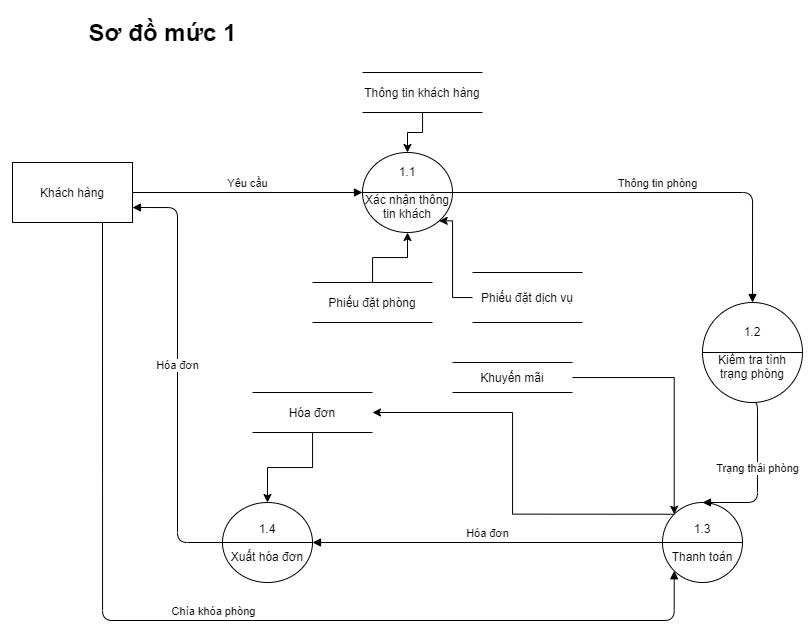 Sơ đồ mức 1
Thông tin khách hàng
1.1
Xác nhận thông
tin khách
Khách hàng
Yêu cầu
Thông tin phòng
Phiếu đặt phòng
Phiếu đặt dịch vụ
1.2
Kiểm tra tình
trạng phòng
Hóa đơn
Khuyến mãi
Hóa đơn
Trạng thái phòng
1.4
Xuất hóa đơn
Hóa đơn
1.3
Thanh toán
Chìa khóa phòng